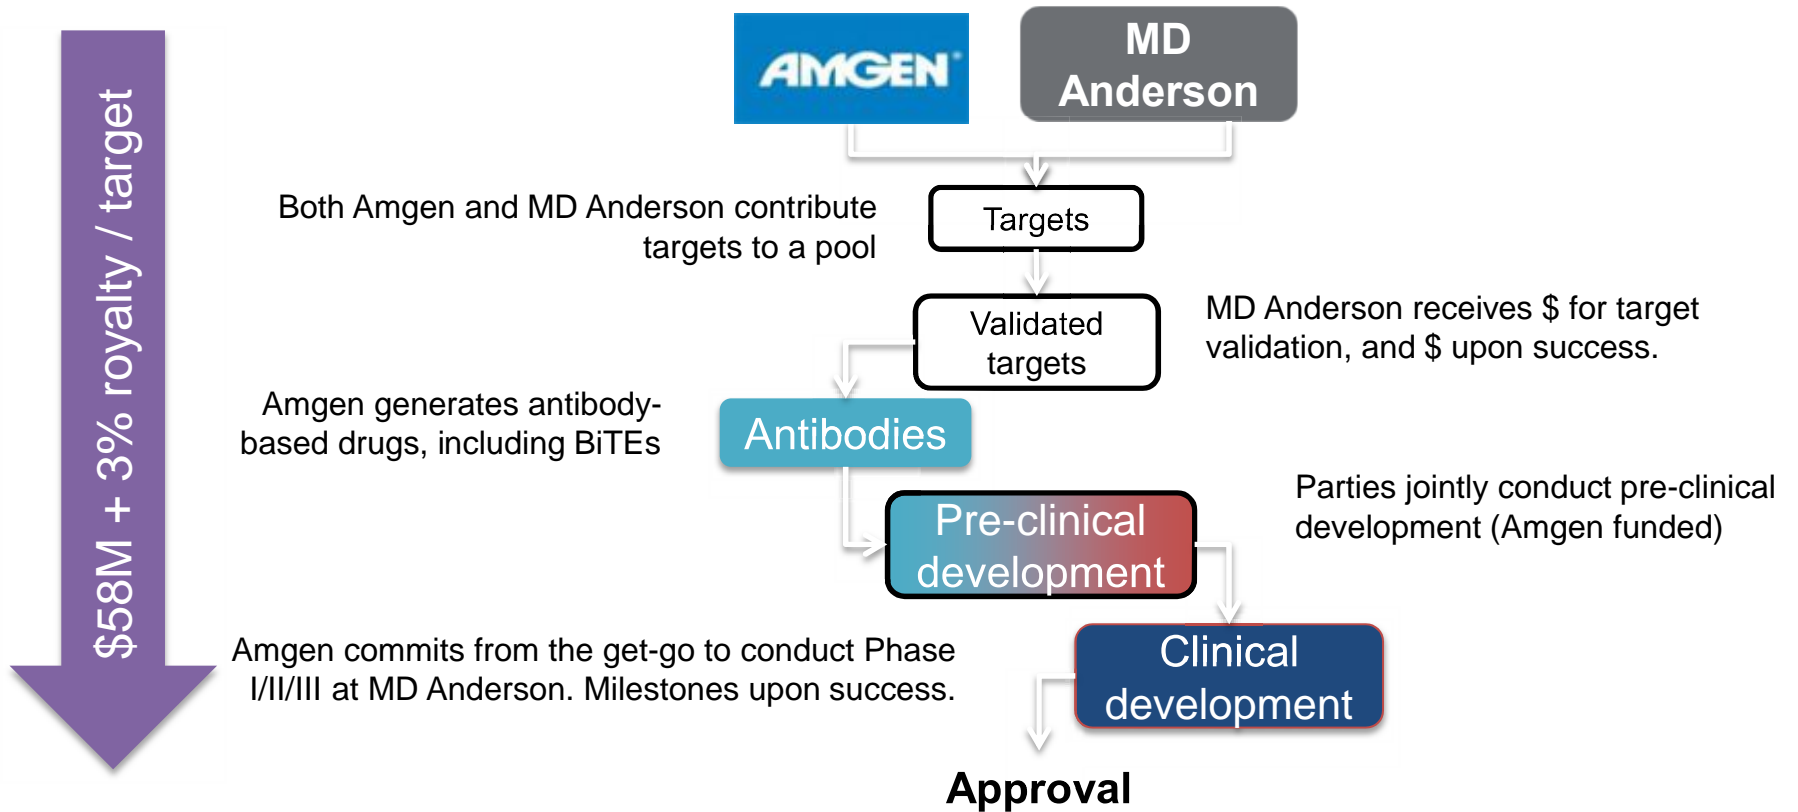 AMGEN®
MD
Anderson
$58M + 3% royalty / target
Both Amgen and MD Anderson contribute
targets to a pool
Targets
Validated
targets
MD Anderson receives $ for target
validation, and $ upon success.
Amgen generates antibody-
based drugs, including BiTEs
Antibodies
Pre-clinical
development
Parties jointly conduct pre-clinical
development (Amgen funded)
Amgen commits from the get-go to conduct Phase
I/II/III at MD Anderson. Milestones upon success.
Clinical
development
Approval